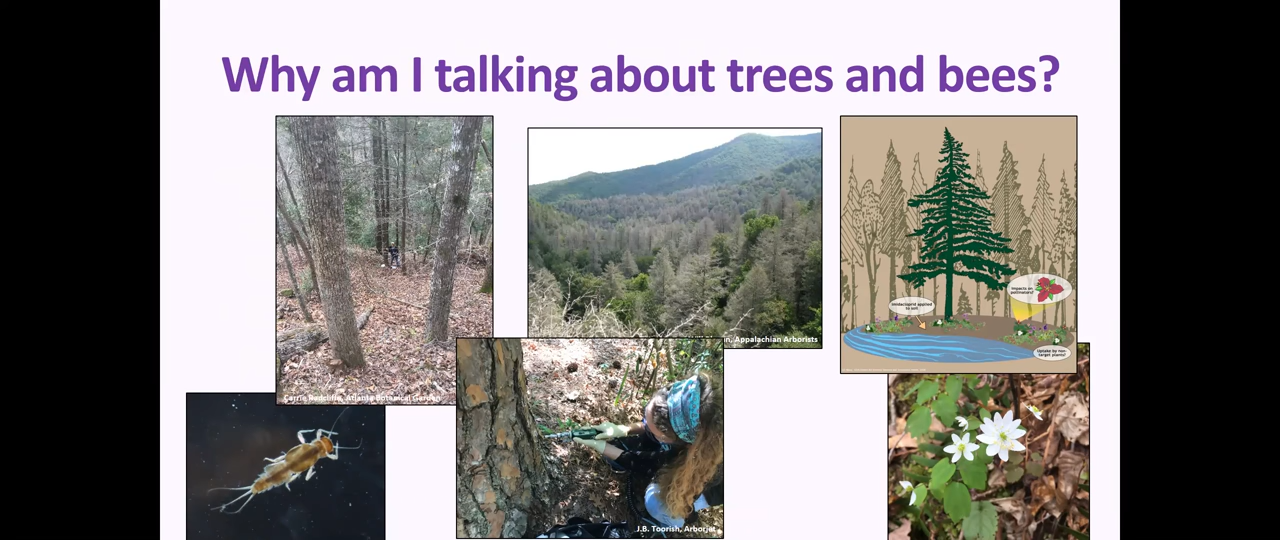 Why am I talking about trees and bees?
Appalachian Arborists
Impacts on
pollinators?
Imidacloprid applied
to soil
Uptake by non-
target plants?
Carrie Radcliffe, Atlanta Botanical Garden
J.B. Toorish, Arborjet